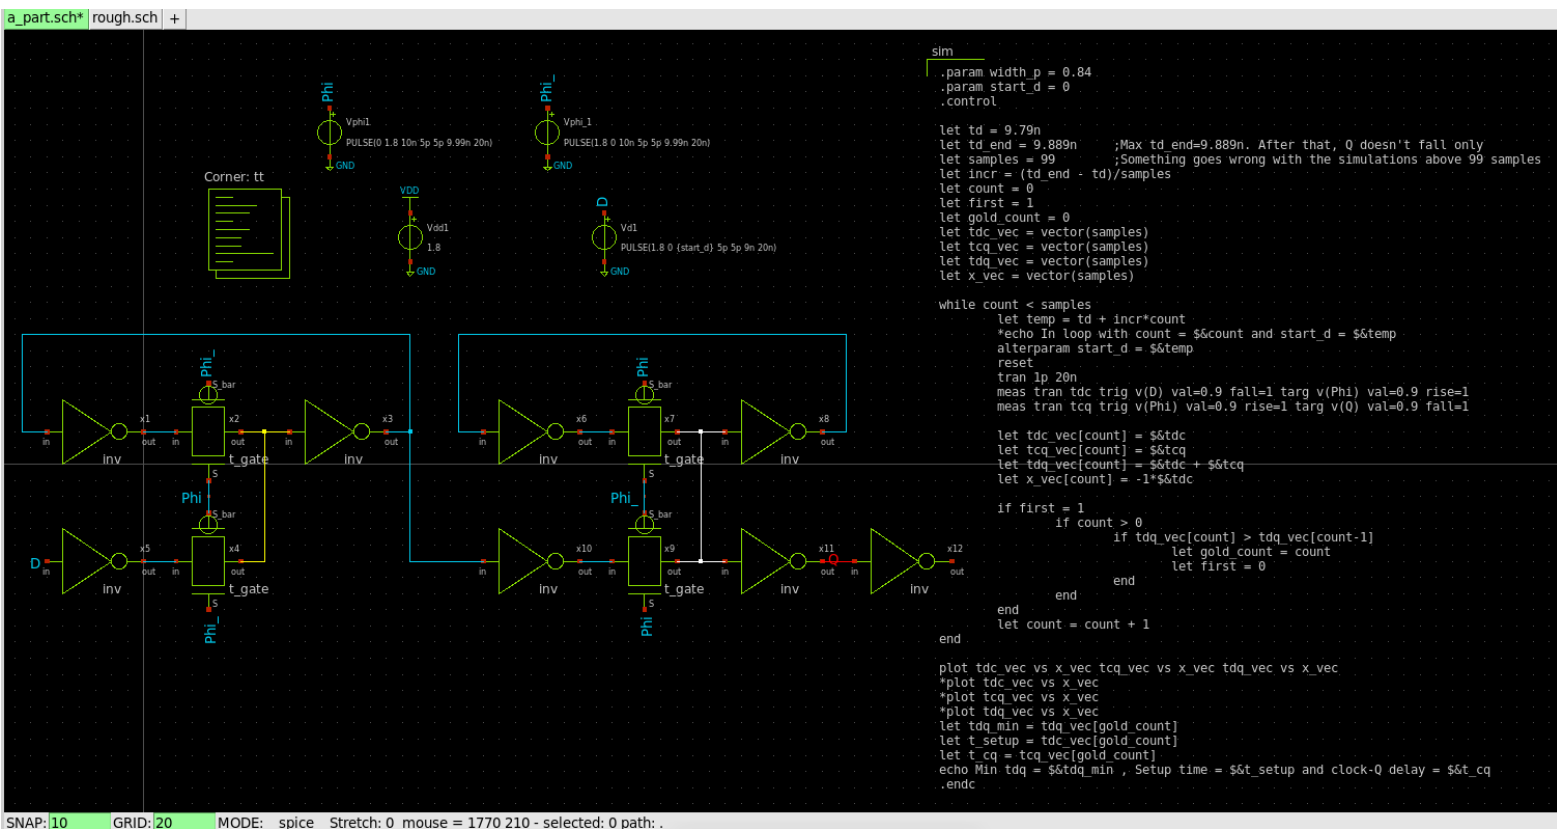 a_part.sch* rough.sch +
sim
.param width_p = 0.84
.param start_d = 0
.control
let td = 9.79n
let td_end = 9.889n ;Max td_end=9.889n. After that, Q doesn't fall only
let samples = 99 ;Something goes wrong with the simulations above 99 samples
let incr = (td_end - td)/samples
let count = 0
let first = 1
let gold_count = 0
let tdc_vec = vector(samples)
let tcq_vec = vector(samples)
let tdq_vec = vector(samples)
let x_vec = vector(samples)
while count < samples
let temp = td + incr*count
*echo In loop with count = $&count and start_d = $&temp
alterparam start_d = $&temp
reset
tran 1p 20n
meas tran tdc trig v(D) val=0.9 fall=1 targ v(Phi) val=0.9 rise=1
meas tran tcq trig v(Phi) val=0.9 rise=1 targ v(Q) val=0.9 fall=1
let tdc_vec[count] = $&tdc
let tcq_vec[count] = $&tcq
let tdq_vec[count] = $&tdc + $&tcq
let x_vec[count] = -1*$&tdc
if first = 1
if count > 0
if tdq_vec[count] > tdq_vec[count-1]
let gold_count = count
let first = 0
end
end
end
let count = count + 1
end
plot tdc_vec vs x_vec tcq_vec vs x_vec tdq_vec vs x_vec
*plot tdc_vec vs x_vec
*plot tcq_vec vs x_vec
*plot tdq_vec vs x_vec
let tdq_min = tdq_vec[gold_count]
let t_setup = tdc_vec[gold_count]
let t_cq = tcq_vec[gold_count]
echo Min tdq = $&tdq_min , Setup time = $&t_setup and clock-Q delay = $&t_cq
.endc
Phi
Vphi1
PULSE(0 1.8 10n 5p 5p 9.99n 20n)
GND
Phi_
Vphi_1
PULSE(1.8 0 10n 5p 5p 9.99n 20n)
GND
Corner: tt
VDD
Vdd1
1.8
GND
D
Vd1
PULSE(1.8 0 {start_d} 5p 5p 9n 20n)
GND
Phi_
S_bar
Phi
S_bar
x1 x2 x3 x6 x7 x8
in out in out in out in out in out in out
inv t_gate inv inv t_gate inv
S
S
Phi
Phi_
S_bar
S_bar
x5 x4 x10 x9 x11 x12
D Q
in out in out in out in out in out in out
inv t_gate inv t_gate inv inv
S
S
Phi_
Phi
SNAP: 10 GRID: 20 MODE: spice Stretch: 0 mouse = 1770 210 - selected: 0 path: .